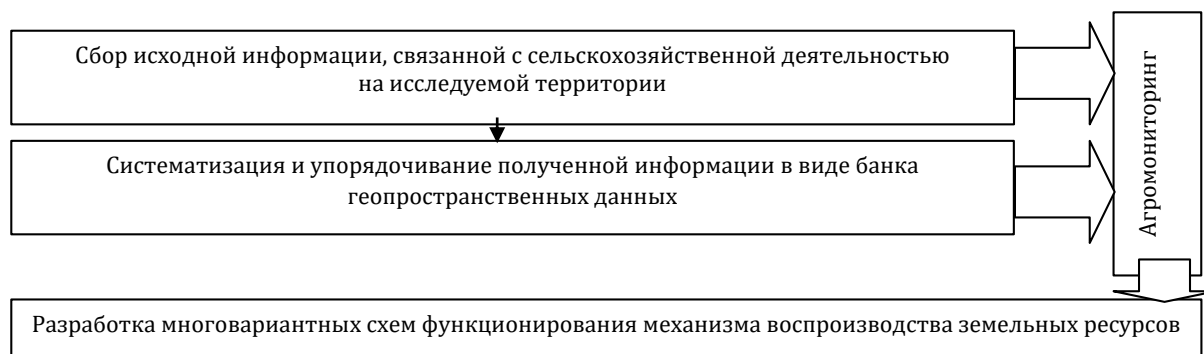 Сбор исходной информации, связанной с сельскохозяйственной деятельностью
на исследуемой территории
Систематизация и упорядочивание полученной информации в виде банка
геопространственных данных
Агромониторинг
Разработка многовариантных схем функционирования механизма воспроизводства земельных ресурсов